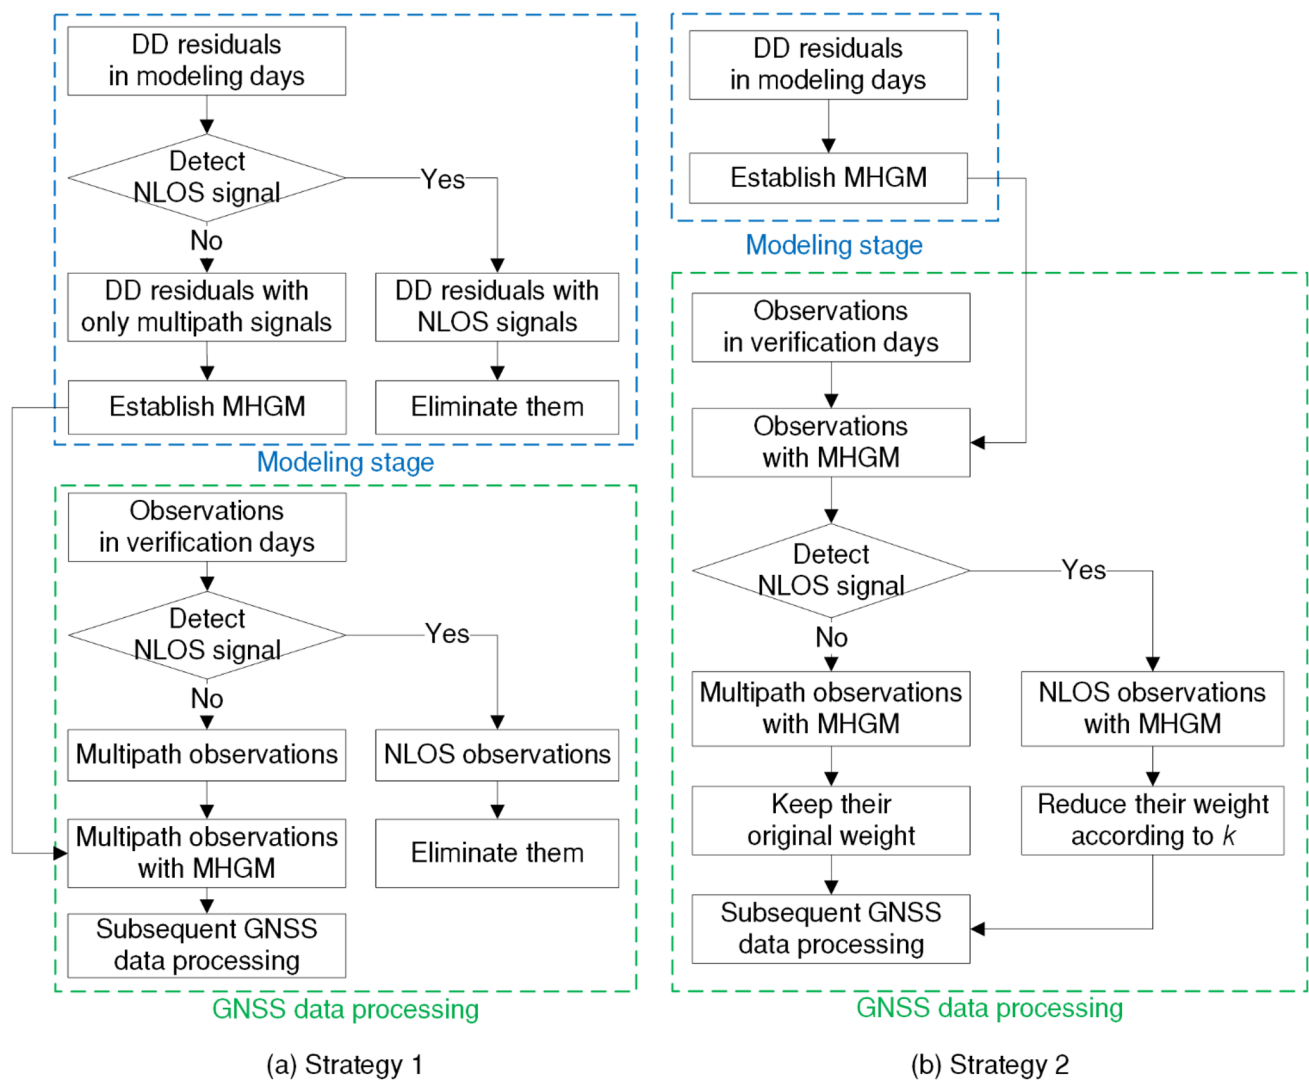 DD residuals
in modeling days
Detect
NLOS signal
Yes
No
DD residuals with
only multipath signals
DD residuals with
NLOS signals
Establish MHGM
Eliminate them
Modeling stage
Observations
in verification days
Detect
NLOS signal
Yes
No
Multipath observations
NLOS observations
Multipath observations
with MHGM
Eliminate them
Subsequent GNSS
data processing
GNSS data processing
(a) Strategy 1
DD residuals
in modeling days
Establish MHGM
Modeling stage
Observations
in verification days
Observations
with MHGM
Detect
NLOS signal
Yes
No
Multipath observations
with MHGM
NLOS observations
with MHGM
Keep their
original weight
Reduce their weight
according to k
Subsequent GNSS
data processing
GNSS data processing
(b) Strategy 2